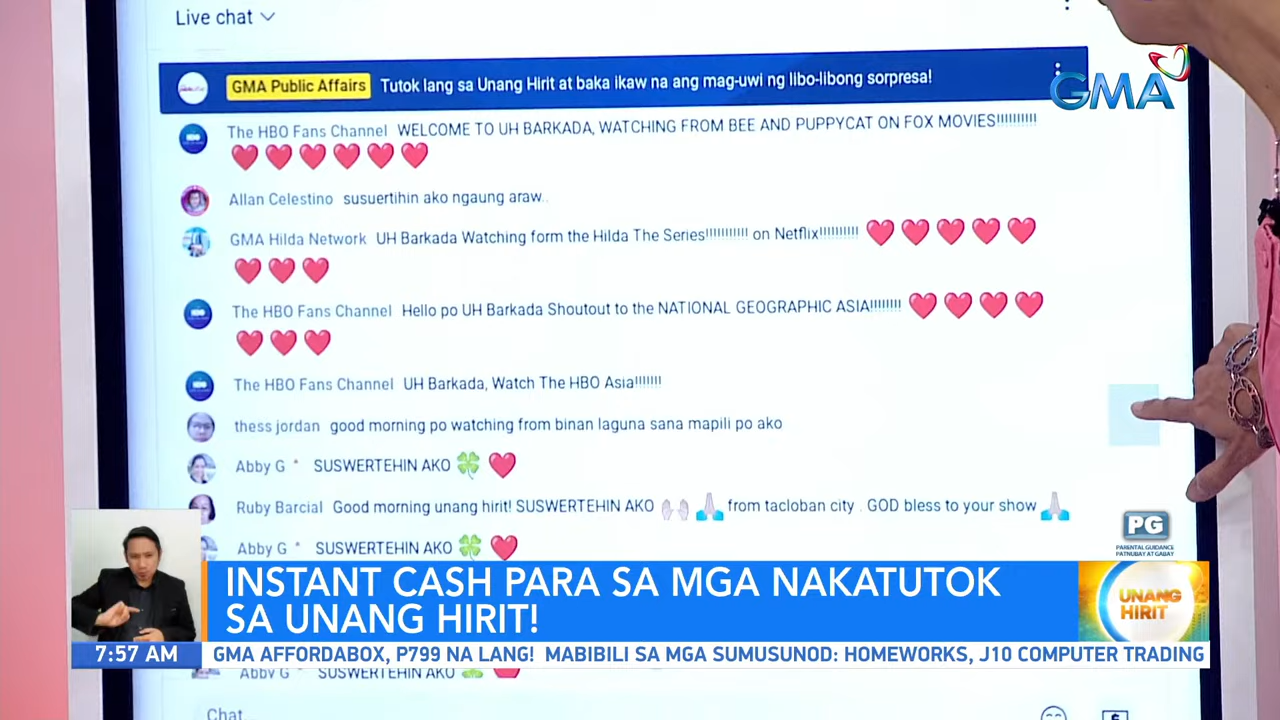 Live chat
GMA Public Affairs Tutok lang sa Unang Hirit at baka ikaw na ang mag-uwi ng libo-libong sorpresa!
GMA
The HBO Fans Channel WELCOME TO UH BARKADA, WATCHING FROM BEE AND PUPPYCAT ON FOX MOVIES!!!!!!!!!!
❤️❤️❤️❤️❤️❤️
Allan Celestino susuertihin ako ngaung araw..
GMA Hilda Network UH Barkada Watching form the Hilda The Series!!!!!!!!!!! on Netflix!!!!!!!!!! ❤️❤️❤️❤️❤️
❤️❤️❤️
The HBO Fans Channel Hello po UH Barkada Shoutout to the NATIONAL GEOGRAPHIC ASIA!!!!!!!! ❤️❤️❤️❤️
❤️❤️❤️
The HBO Fans Channel UH Barkada, Watch The HBO Asia!!!!!!!
thess jordan good morning po watching from binan laguna sana mapili po ako
Abby G * SUSWERTEHIN AKO 🍀 ❤️
Ruby Barcial Good morning unang hirit! SUSWERTEHIN AKO 🙌 🙏 from tacloban city . GOD bless to your show 🙏
Abby G * SUSWERTEHIN AKO 🍀 ❤️
PG
PARENTAL GUIDANCE
PATNUBAY AT GABAY
INSTANT CASH PARA SA MGA NAKATUTOK
SA UNANG HIRIT!
UNANG
HIRIT
7:57 AM GMA AFFORDABOX, P799 NA LANG! MABIBILI SA MGA SUMUSUNOD: HOMEWORKS, J10 COMPUTER TRADING
Abby G * SUSWERTEHIN AKO 🍀 ❤️
Chat...